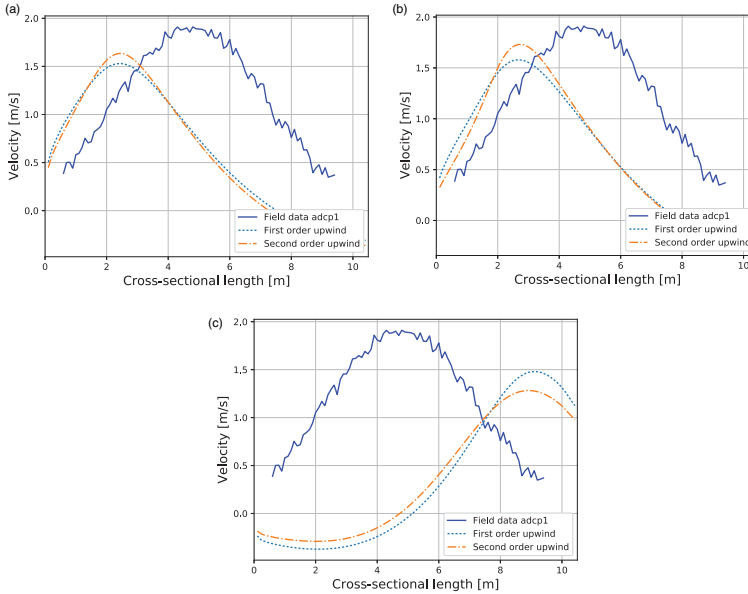 (a)
2.0
1.5
1.0
0.5
0.0
Velocity [m/s]
Field data adcp1
First order upwind
Second order upwind
0
2
4
6
8
10
Cross-sectional length [m]
(b)
2.0
1.5
1.0
0.5
0.0
Velocity [m/s]
Field data adcp1
First order upwind
Second order upwind
0
2
4
6
8
10
Cross-sectional length [m]
(c)
2.0
1.5
1.0
0.5
0.0
Velocity [m/s]
Field data adcp1
First order upwind
Second order upwind
0
2
4
6
8
10
Cross-sectional length [m]